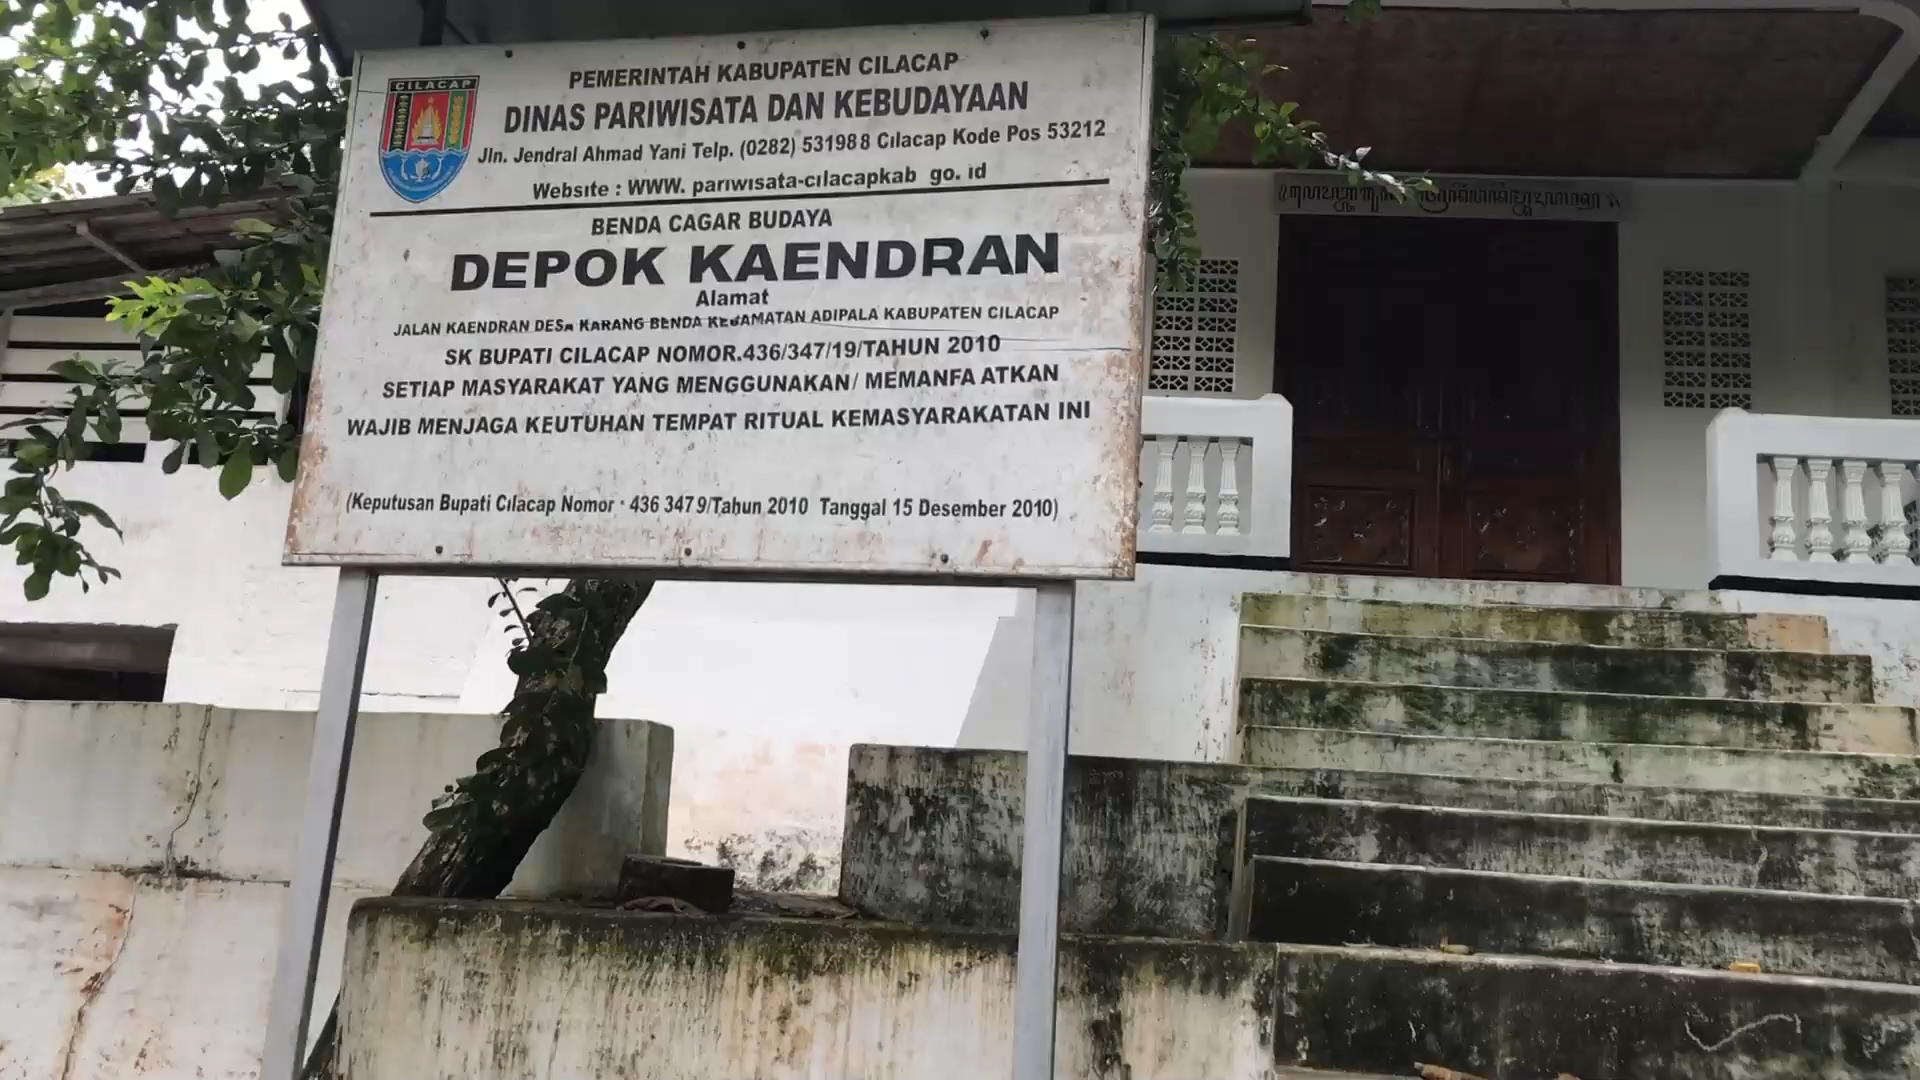 CILACAP
PEMERINTAH KABUPATEN CILACAP
DINAS PARIWISATA DAN KEBUDAYAAN
Jln. Jendral Ahmad Yani Telp. (0282) 531988 Cilacap Kode Pos 53212
Website : WWW. pariwisata-cilacapkab go. id
BENDA CAGAR BUDAYA
DEPOK KAENDRAN
Alamat
JALAN KAENDRAN DESA KARANG BENDA KECAMATAN ADIPALA KABUPATEN CILACAP
SK BUPATI CILACAP NOMOR.436/347/19/TAHUN 2010
SETIAP MASYARAKAT YANG MENGGUNAKAN/ MEMANFAATKAN
WAJIB MENJAGA KEUTUHAN TEMPAT RITUAL KEMASYARAKATAN INI
(Keputusan Bupati Cilacap Nomor : 436 347 9/Tahun 2010 Tanggal 15 Desember 2010)